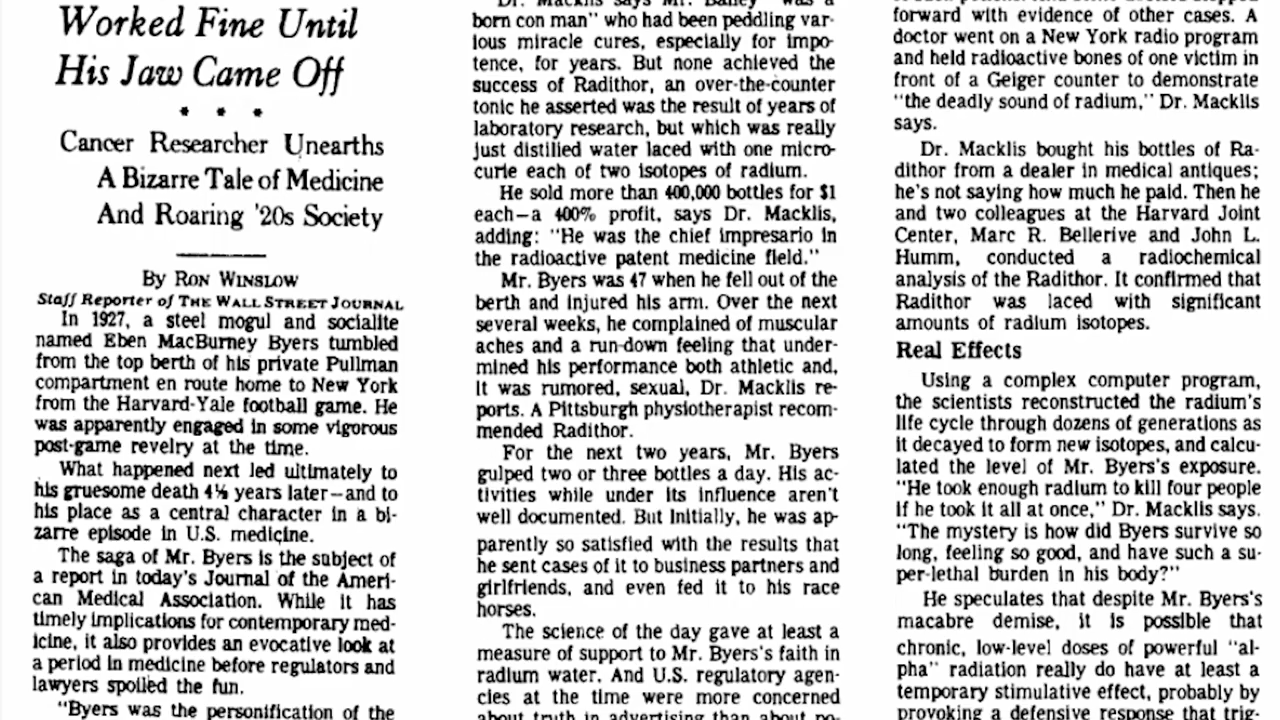 Worked Fine Until
His Jaw Came Off
* * *
Cancer Researcher Unearths
A Bizarre Tale of Medicine
And Roaring '20s Society
By RON WINSLOW
Staff Reporter of THE WALL STREET JOURNAL
In 1927, a steel mogul and socialite
named Eben MacBurney Byers tumbled
from the top berth of his private Pullman
compartment en route home to New York
from the Harvard-Yale football game. He
was apparently engaged in some vigorous
post-game revelry at the time.
What happened next led ultimately to
his gruesome death 4½ years later—and to
his place as a central character in a bi-
zarre episode in U.S. medicine.
The saga of Mr. Byers is the subject of
a report in today's Journal of the Ameri-
can Medical Association. While it has
timely implications for contemporary med-
icine, it also provides an evocative look at
a period in medicine before regulators and
lawyers spoiled the fun.
"Byers was the personification of the
Dr. Macklis says Mr. Bailey "was a
born con man" who had been peddling var-
ious miracle cures, especially for impo-
tence, for years. But none achieved the
success of Radithor, an over-the-counter
tonic he asserted was the result of years of
laboratory research, but which was really
just distilled water laced with one micro-
curie each of two isotopes of radium.
He sold more than 400,000 bottles for $1
each—a 400% profit, says Dr. Macklis,
adding: "He was the chief impresario in
the radioactive patent medicine field."
Mr. Byers was 47 when he fell out of the
berth and injured his arm. Over the next
several weeks, he complained of muscular
aches and a run-down feeling that under-
mined his performance both athletic and,
it was rumored, sexual, Dr. Macklis re-
ports. A Pittsburgh physiotherapist recom-
mended Radithor.
For the next two years, Mr. Byers
gulped two or three bottles a day. His ac-
tivities while under its influence aren't
well documented. But initially, he was ap-
parently so satisfied with the results that
he sent cases of it to business partners and
girlfriends, and even fed it to his race
horses.
The science of the day gave at least a
measure of support to Mr. Byers's faith in
radium water. And U.S. regulatory agen-
cies at the time were more concerned
about truth in advertising than about po-
forward with evidence of other cases. A
doctor went on a New York radio program
and held radioactive bones of one victim in
front of a Geiger counter to demonstrate
"the deadly sound of radium," Dr. Macklis
says.
Dr. Macklis bought his bottles of Ra-
dithor from a dealer in medical antiques;
he's not saying how much he paid. Then he
and two colleagues at the Harvard Joint
Center, Marc R. Bellerive and John L.
Humm, conducted a radiochemical
analysis of the Radithor. It confirmed that
Radithor was laced with significant
amounts of radium isotopes.
Real Effects
Using a complex computer program,
the scientists reconstructed the radium's
life cycle through dozens of generations as
it decayed to form new isotopes, and calcu-
lated the level of Mr. Byers's exposure.
"He took enough radium to kill four people
if he took it all at once," Dr. Macklis says.
"The mystery is how did Byers survive so
long, feeling so good, and have such a su-
per-lethal burden in his body?"
He speculates that despite Mr. Byers's
macabre demise, it is possible that
chronic, low-level doses of powerful "al-
pha" radiation really do have at least a
temporary stimulative effect, probably by
provoking a defensive response that trig-